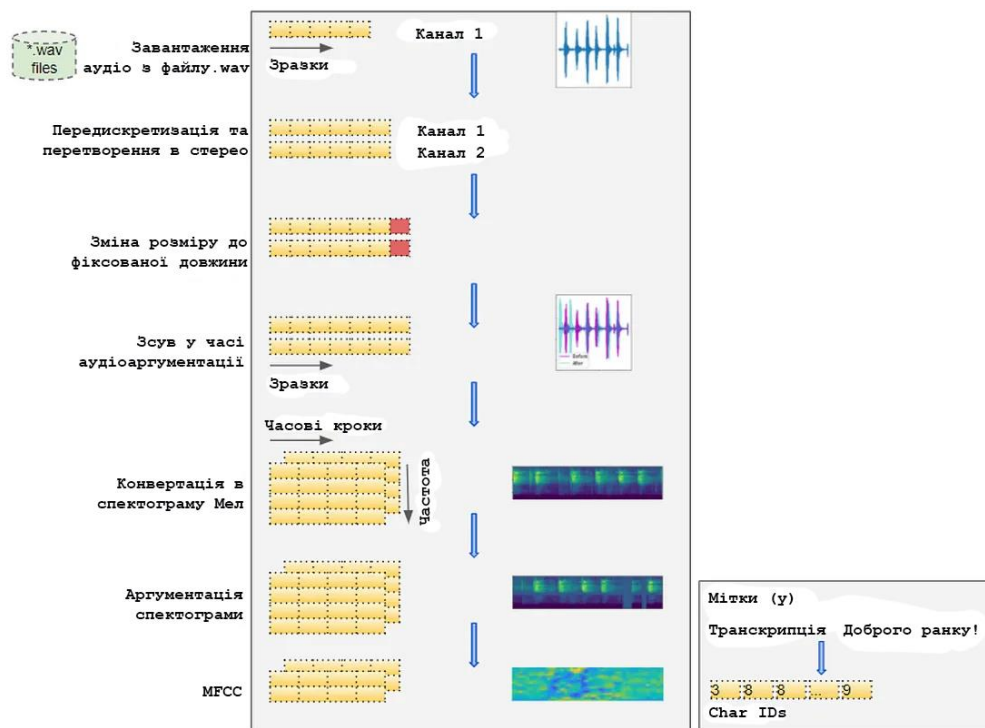 *.wav
files
Завантаження
аудіо з файлу.wav
Канал 1
Зразки
Передискретизація та
перетворення в стерео
Канал 1
Канал 2
Зміна розміру до
фіксованої довжини
Зсув у часі
аудіоаргументації
Зразки
Часові кроки
Конвертація в
спектограму Мел
Частота
Аргументація
спектограми
MFCC
Мітки (y)
Транскрипція Доброго ранку!
3 8 8 … 9
Char IDs